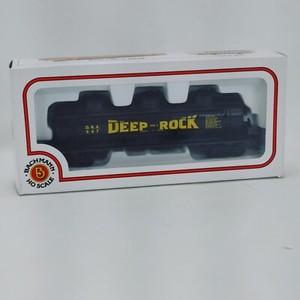 DEEP ROCK
BACHMANN
B
HO SCALE